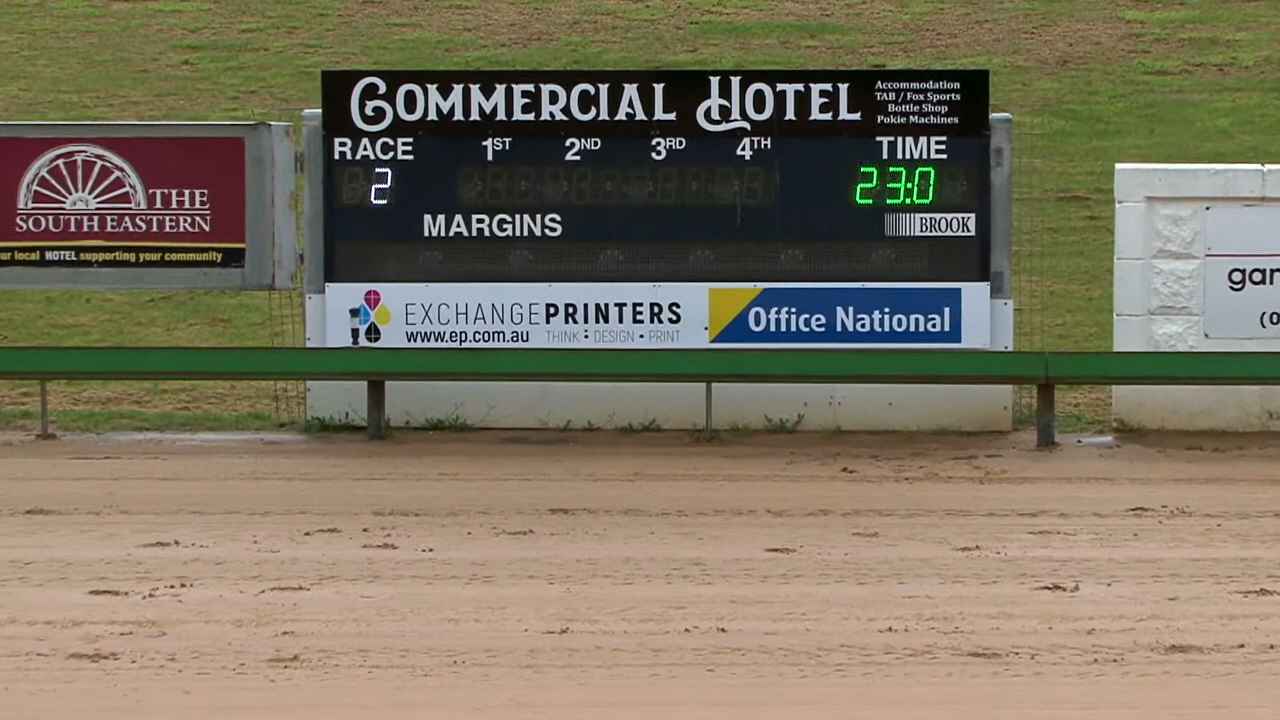 COMMERCIAL HOTEL
Accommodation
TAB / Fox Sports
Bottle Shop
Pokie Machines
RACE 1ST 2ND 3RD 4TH TIME
2 23:0
MARGINS BROOK
THE
SOUTH EASTERN
local HOTEL supporting your community
EXCHANGEPRINTERS
www.ep.com.au THINK : DESIGN • PRINT
Office National
gar
(0